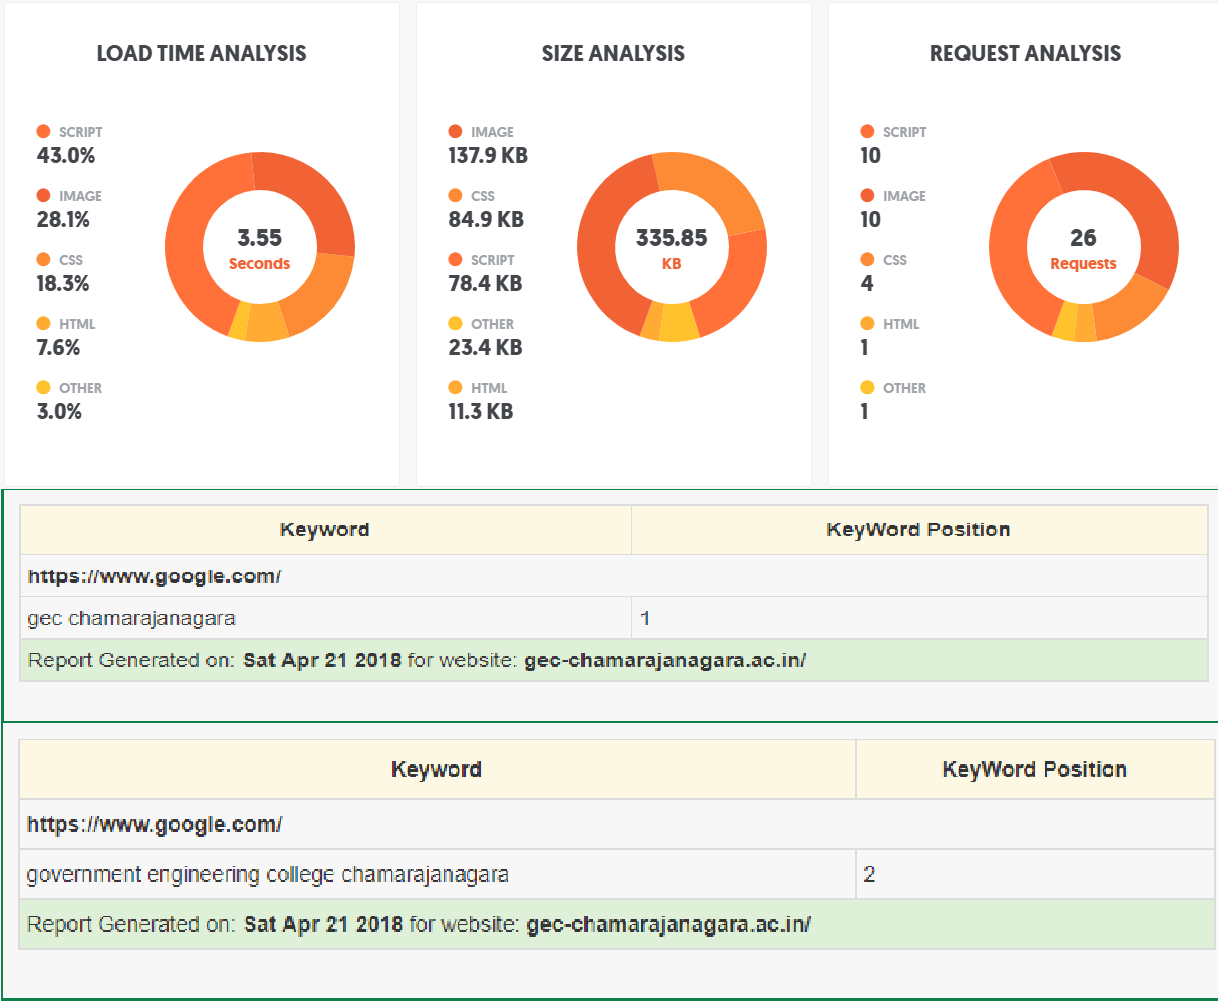 LOAD TIME ANALYSIS
SCRIPT
43.0%
IMAGE
28.1%
CSS
18.3%
HTML
7.6%
OTHER
3.0%
3.55
Seconds
SIZE ANALYSIS
IMAGE
137.9 KB
CSS
84.9 KB
SCRIPT
78.4 KB
OTHER
23.4 KB
HTML
11.3 KB
335.85
KB
REQUEST ANALYSIS
SCRIPT
10
IMAGE
10
CSS
4
HTML
1
OTHER
1
26
Requests
Keyword KeyWord Position
https://www.google.com/
gec chamarajanagara 1
Report Generated on: Sat Apr 21 2018 for website: gec-chamarajanagara.ac.in/
Keyword KeyWord Position
https://www.google.com/
government engineering college chamarajanagara 2
Report Generated on: Sat Apr 21 2018 for website: gec-chamarajanagara.ac.in/